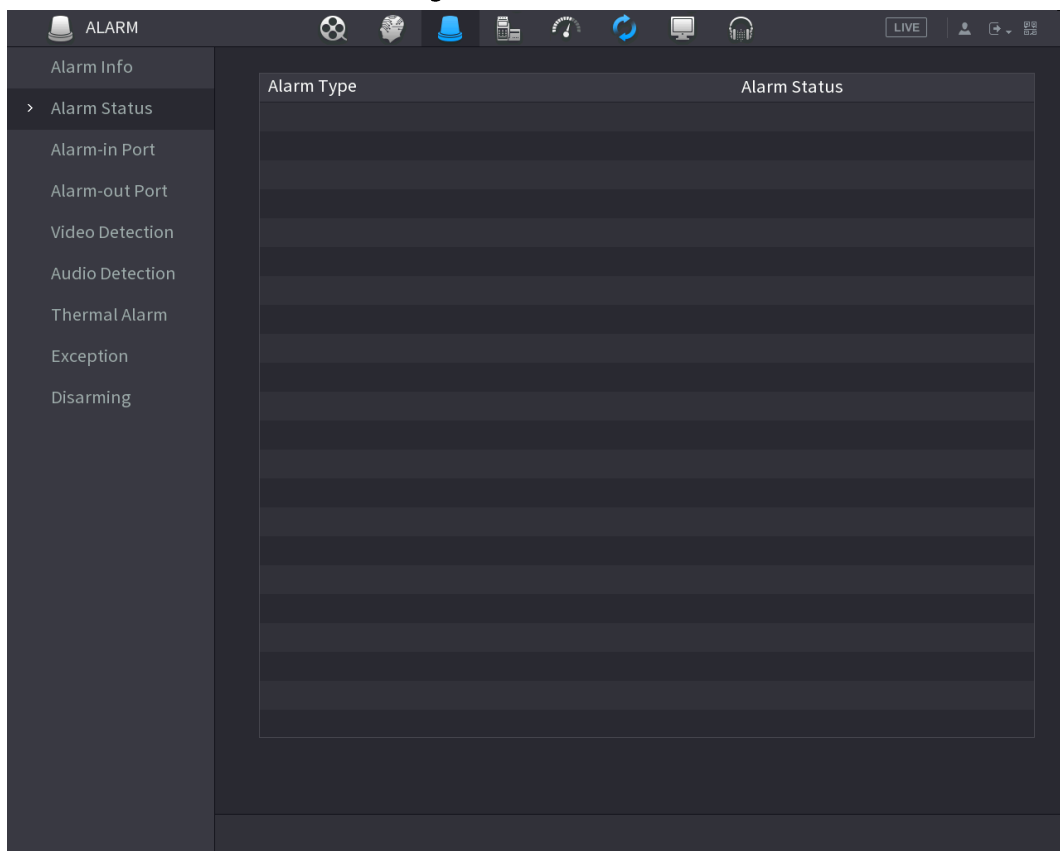 ALARM
LIVE
Alarm Info
Alarm Status
Alarm-in Port
Alarm-out Port
Video Detection
Audio Detection
Thermal Alarm
Exception
Disarming
Alarm Type Alarm Status